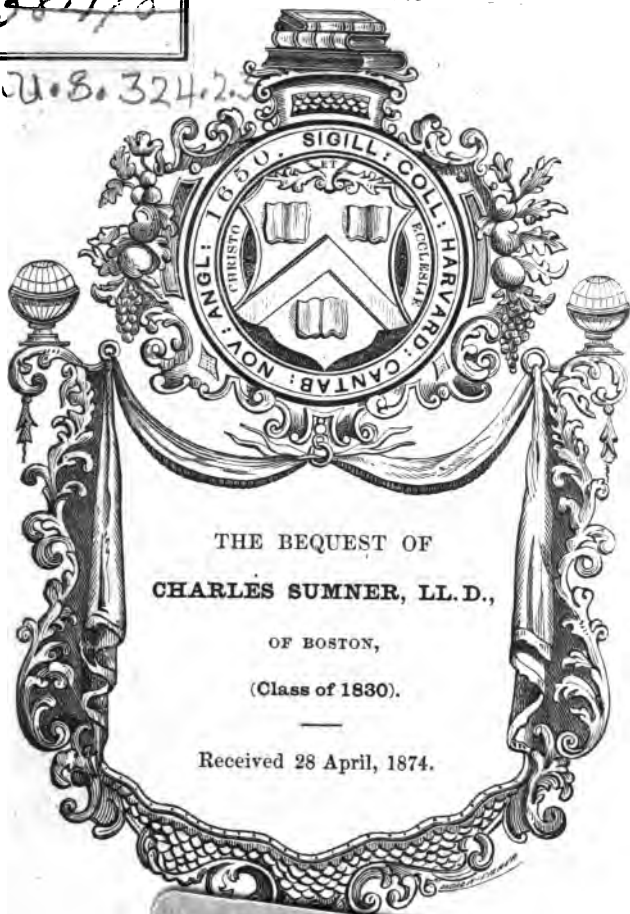 U.S. 324.2.5
SIGILL: COLL: HARVARD: CANTAB: NOV: ANGL: 1650.
ET
CHRISTO
ECCLESIAE
THE BEQUEST OF
CHARLES SUMNER, LL.D.,
OF BOSTON,
(Class of 1830).
Received 28 April, 1874.